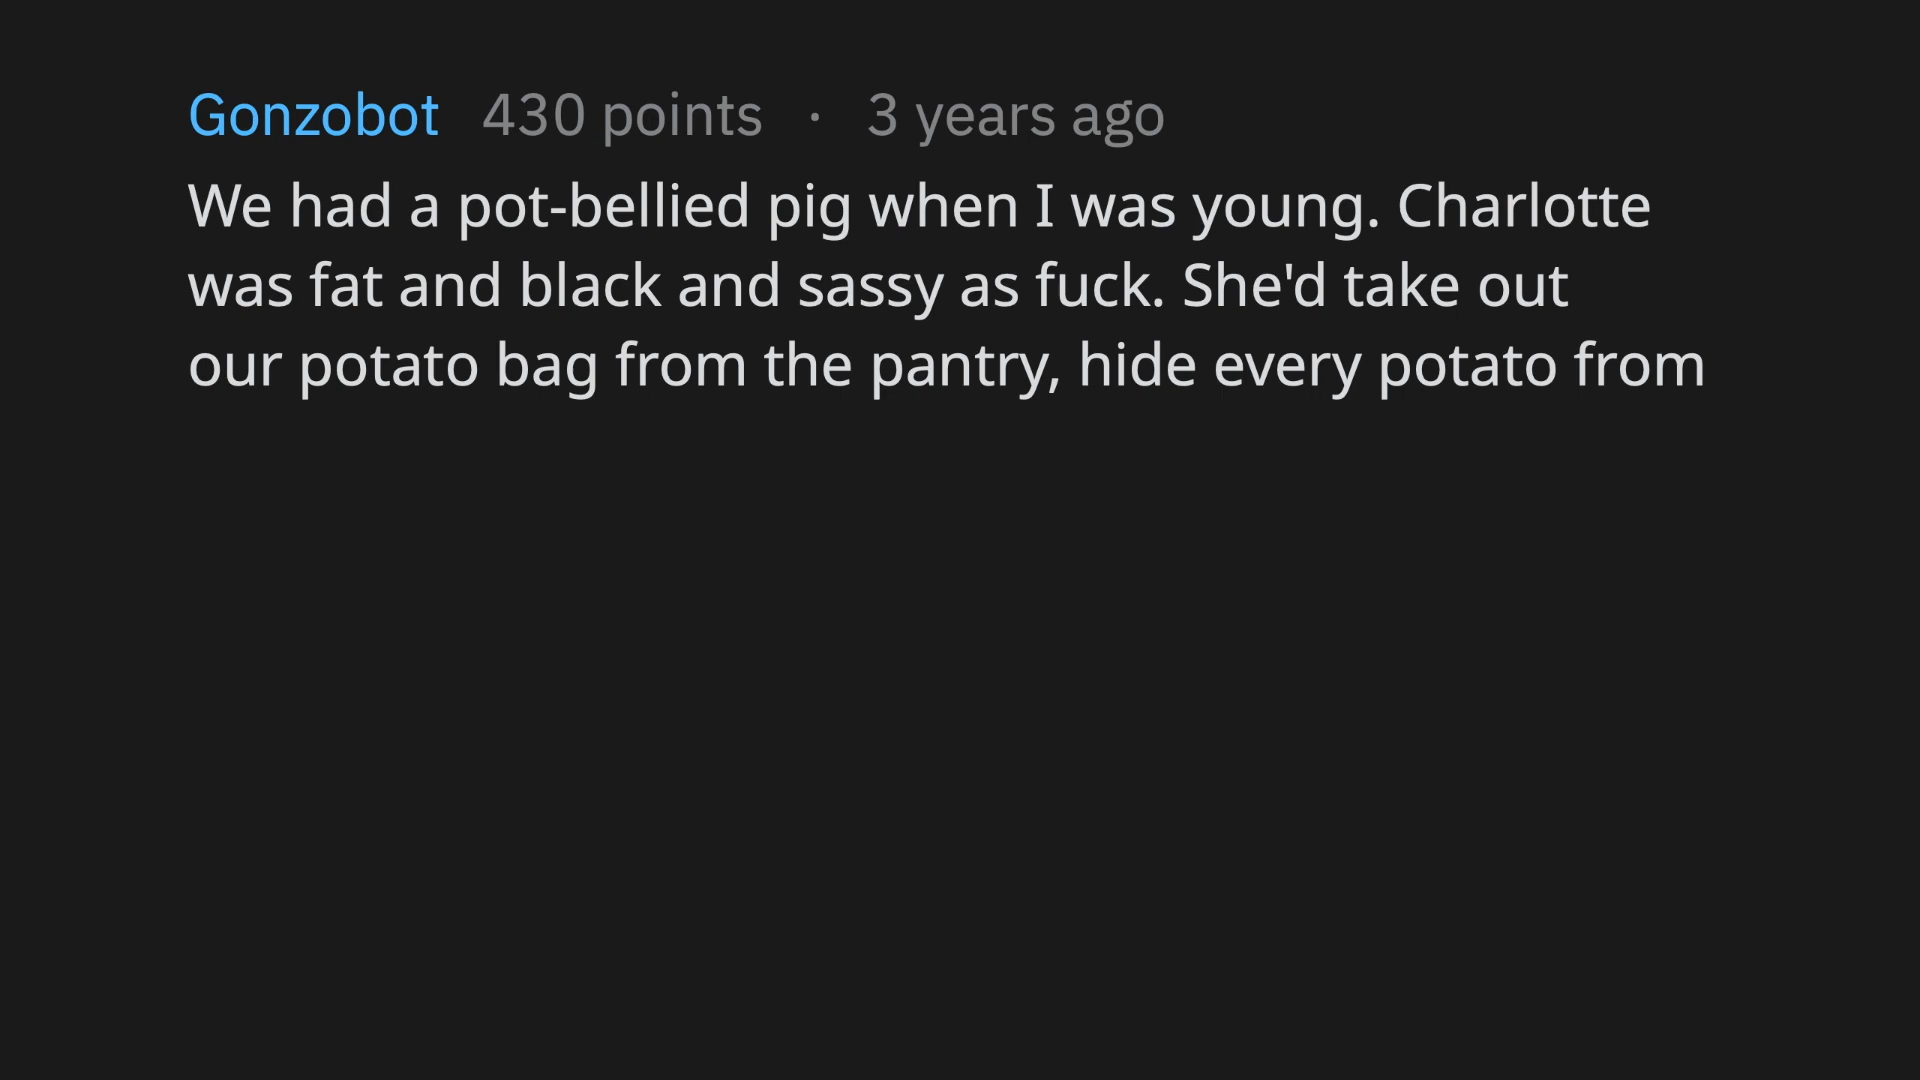 Gonzobot 430 points · 3 years ago
We had a pot-bellied pig when I was young. Charlotte
was fat and black and sassy as fuck. She'd take out
our potato bag from the pantry, hide every potato from